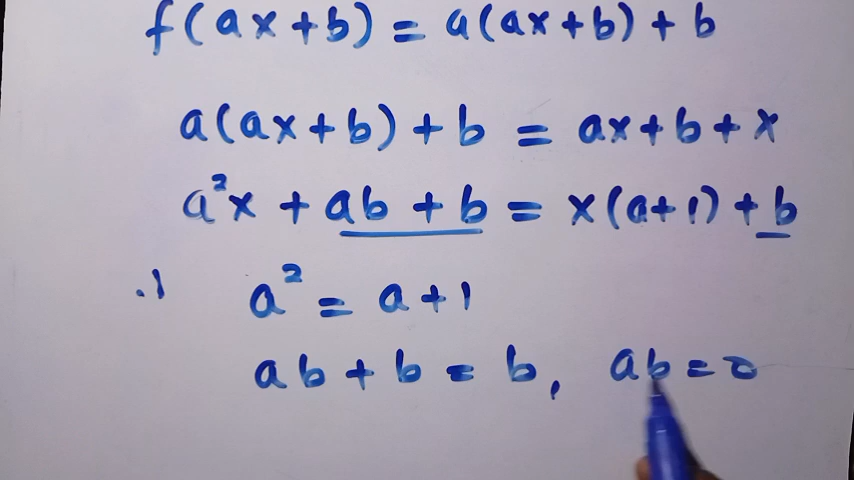 f(ax+b) = a(ax+b) + b
a(ax+b) + b = ax+b+x
a²x + ab + b = x(a+1) + b
a² = a+1
ab + b = b, ab = 0